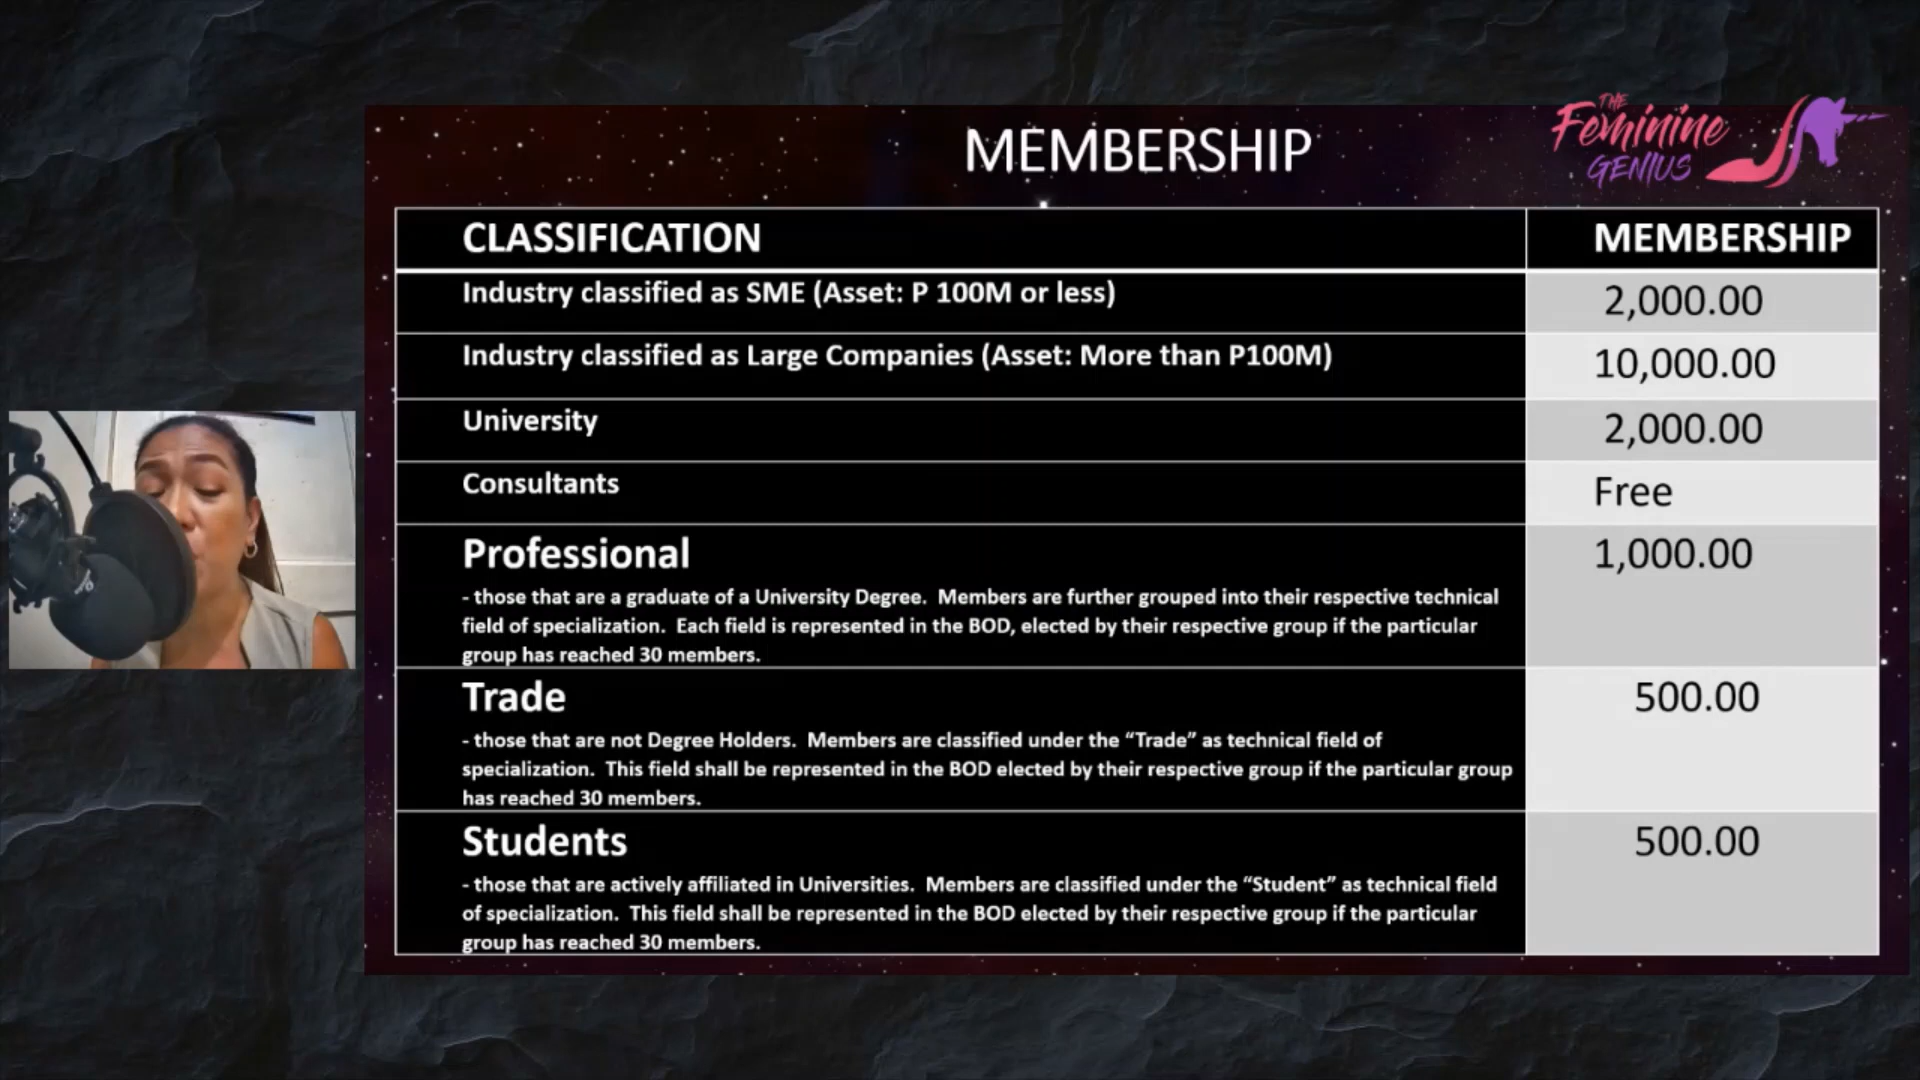 MEMBERSHIP
THE
Feminine
GENIUS
CLASSIFICATION
MEMBERSHIP
Industry classified as SME (Asset: P 100M or less)
2,000.00
Industry classified as Large Companies (Asset: More than P100M)
10,000.00
University
2,000.00
Consultants
Free
Professional
1,000.00
- those that are a graduate of a University Degree.  Members are further grouped into their respective technical
field of specialization.  Each field is represented in the BOD, elected by their respective group if the particular
group has reached 30 members.
Trade
500.00
- those that are not Degree Holders.  Members are classified under the “Trade” as technical field of
specialization.  This field shall be represented in the BOD elected by their respective group if the particular group
has reached 30 members.
Students
500.00
- those that are actively affiliated in Universities.  Members are classified under the “Student” as technical field
of specialization.  This field shall be represented in the BOD elected by their respective group if the particular
group has reached 30 members.